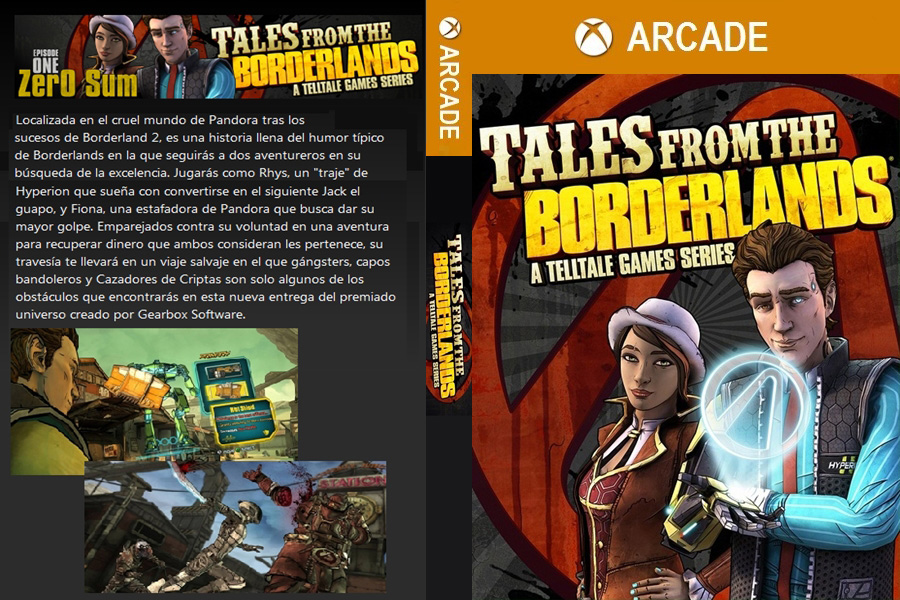 EPISODE
ONE
Zer0 Sum
TALES FROM THE
BORDERLANDS
A TELLTALE GAMES SERIES
Localizada en el cruel mundo de Pandora tras los
sucesos de Borderland 2, es una historia llena del humor típico
de Borderlands en la que seguirás a dos aventureros en su
búsqueda de la excelencia. Jugarás como Rhys, un "traje" de
Hyperion que sueña con convertirse en el siguiente Jack el
guapo, y Fiona, una estafadora de Pandora que busca dar su
mayor golpe. Emparejados contra su voluntad en una aventura
para recuperar dinero que ambos consideran les pertenece, su
travesía te llevará en un viaje salvaje en el que gángsters, capos
bandoleros y Cazadores de Criptas son solo algunos de los
obstáculos que encontrarás en esta nueva entrega del premiado
universo creado por Gearbox Software.
ARCADE
TALES FROM THE
BORDERLANDS
A TELLTALE GAMES SERIES
ARCADE
TALES FROM THE
BORDERLANDS®
A TELLTALE GAMES SERIES
HYPER